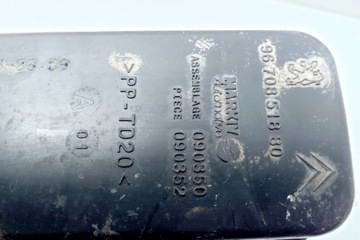 96 708 518 80
MARK IV
ASSEMBLAGE 090350
PIECE 090352
>PP-TD20<
A
01